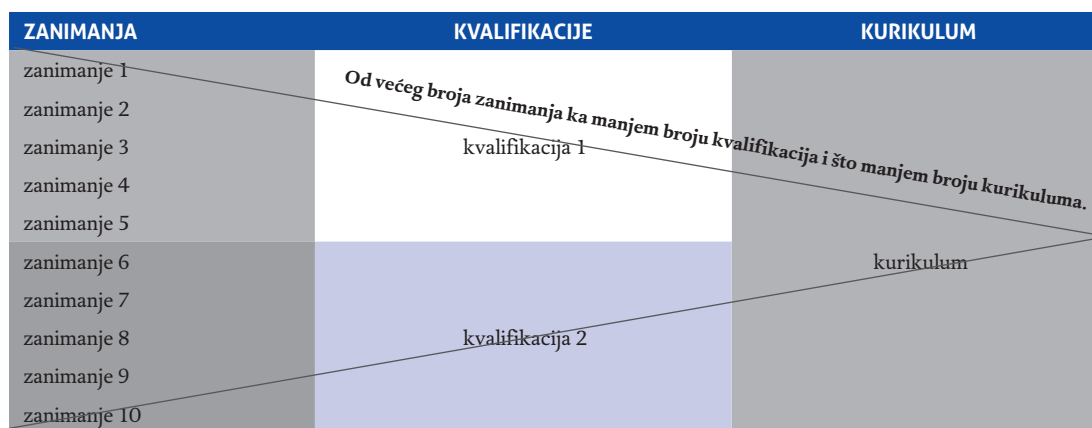 ZANIMANJA KVALIFIKACIJE KURIKULUM
zanimanje 1
Od većeg broja zanimanja ka manjem broju kvalifikacija i što manjem broju kurikuluma.
zanimanje 2
zanimanje 3 kvalifikacija 1
zanimanje 4
zanimanje 5
zanimanje 6 kurikulum
zanimanje 7
zanimanje 8 kvalifikacija 2
zanimanje 9
zanimanje 10